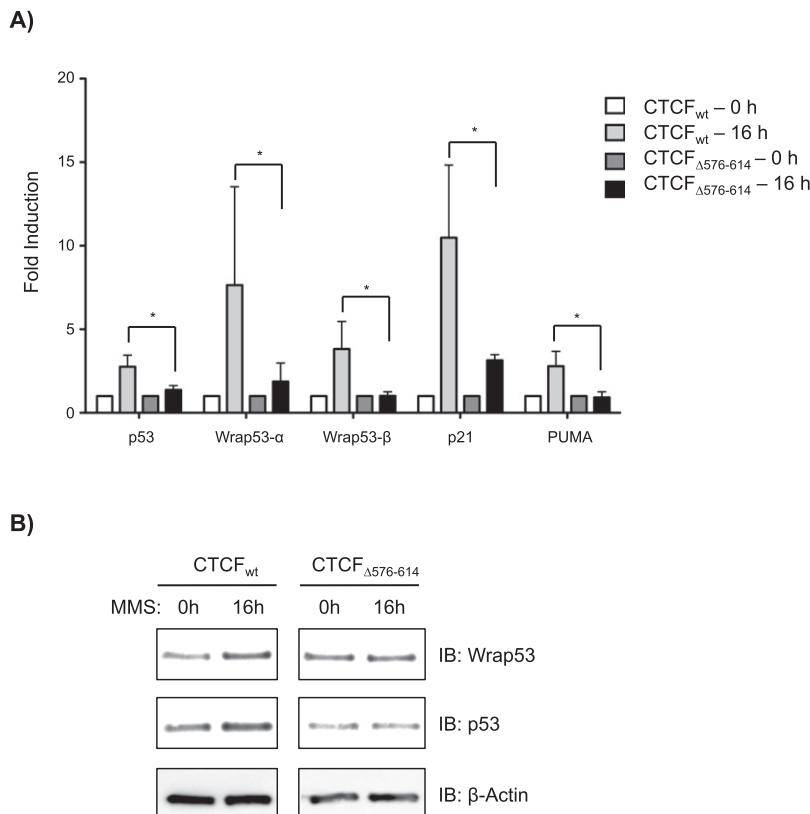 A)
20
15
10
5
0
Fold Induction
* * * * *
p53 Wrap53-α Wrap53-β p21 PUMA
CTCFwt – 0 h
CTCFwt – 16 h
CTCFΔ576-614 – 0 h
CTCFΔ576-614 – 16 h
B)
CTCFwt CTCFΔ576-614
MMS: 0h 16h 0h 16h
IB: Wrap53
IB: p53
IB: β-Actin